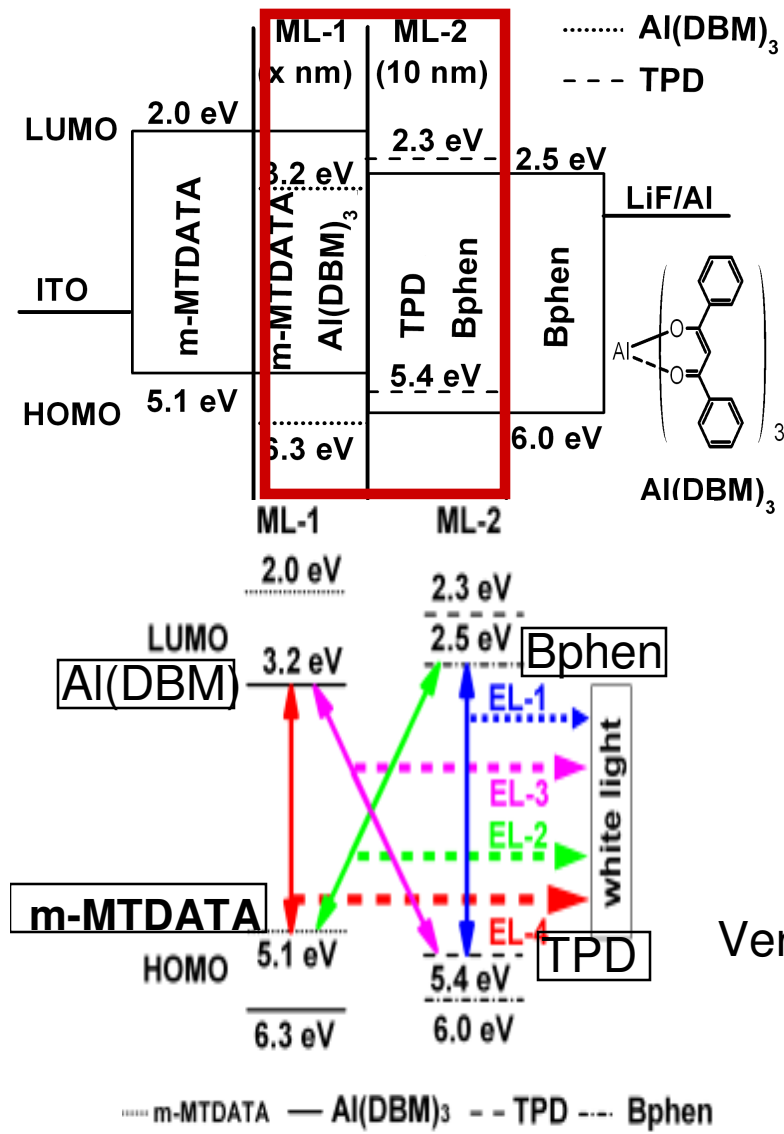 ML-1 ML-2
(x nm) (10 nm)
Al(DBM)3
TPD
LUMO 2.0 eV
2.3 eV
2.5 eV
3.2 eV
LiF/Al
ITO
m-MTDATA
m-MTDATA
Al(DBM)3
TPD
Bphen
Bphen
HOMO 5.1 eV
5.4 eV
6.3 eV
6.0 eV
Al
O
O
3
Al(DBM)3
ML-1 ML-2
2.0 eV 2.3 eV
LUMO 2.5 eV Bphen
3.2 eV
Al(DBM)
EL-1
EL-3
EL-2
EL-4
white light
m-MTDATA
5.1 eV TPD
HOMO 5.4 eV
6.3 eV 6.0 eV
Ver
m-MTDATA Al(DBM)3 TPD Bphen